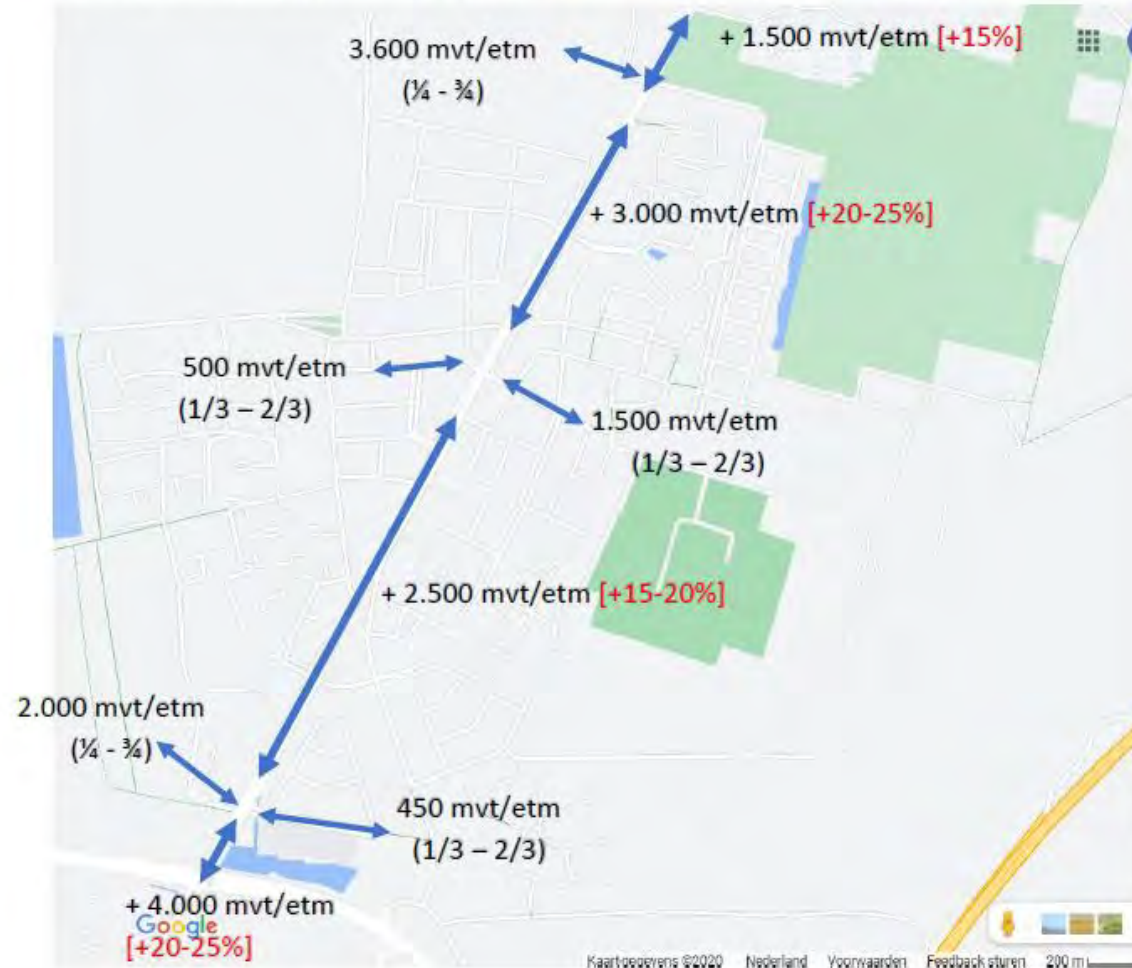 + 1.500 mvt/etm [+15%]
3.600 mvt/etm
(¼ - ¾)
+ 3.000 mvt/etm [+20-25%]
500 mvt/etm
(1/3 – 2/3)
1.500 mvt/etm
(1/3 – 2/3)
+ 2.500 mvt/etm [+15-20%]
2.000 mvt/etm
(¼ - ¾)
450 mvt/etm
(1/3 – 2/3)
+ 4.000 mvt/etm
Google
[+20-25%]
Kaartgegevens ©2020 Nederland Voorwaarden Feedback sturen 200 m